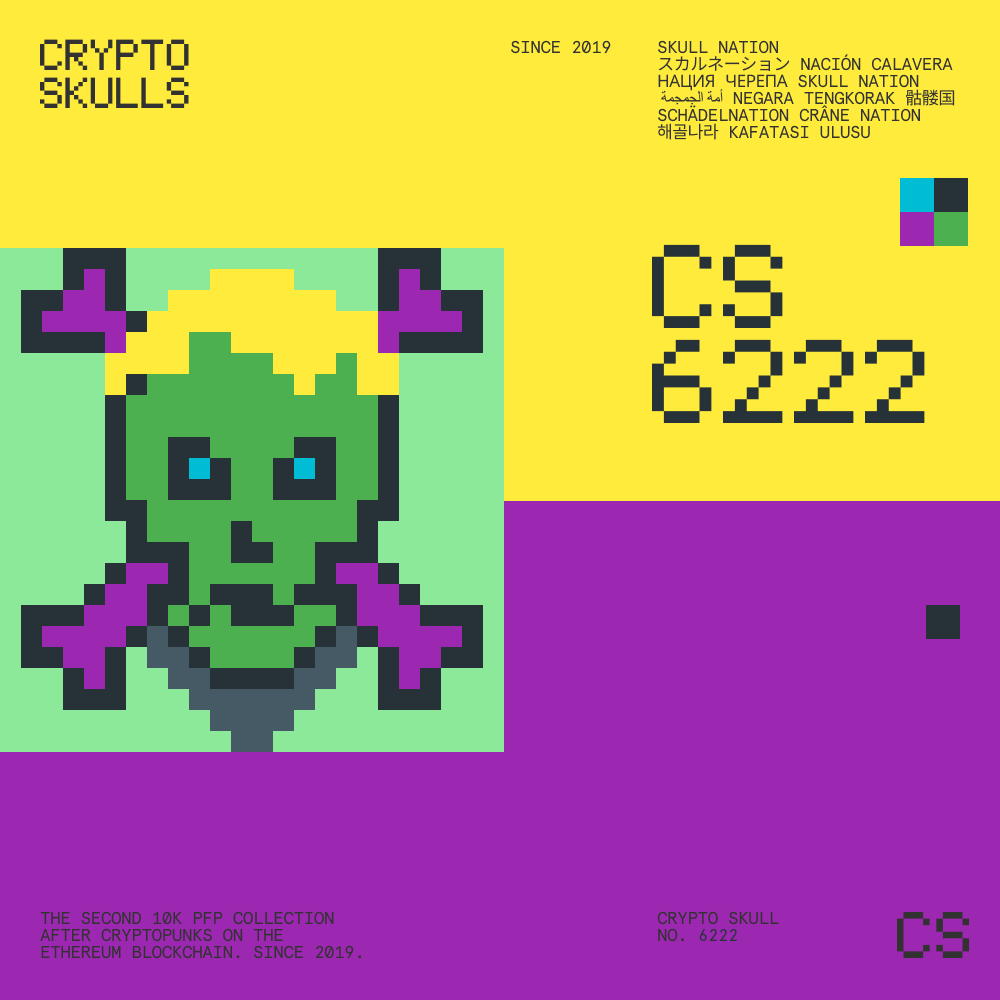 CRYPTO
SKULLS
SINCE 2019
SKULL NATION
スカルネーション NACIÓN CALAVERA
НАЦИЯ ЧЕРЕПА SKULL NATION
أمة الجمجمة NEGARA TENGKORAK 骷髅国
SCHÄDELNATION CRÂNE NATION
해골나라 KAFATASI ULUSU
CS
6222
THE SECOND 10K PFP COLLECTION
AFTER CRYPTOPUNKS ON THE
ETHEREUM BLOCKCHAIN. SINCE 2019.
CRYPTO SKULL
NO. 6222
CS